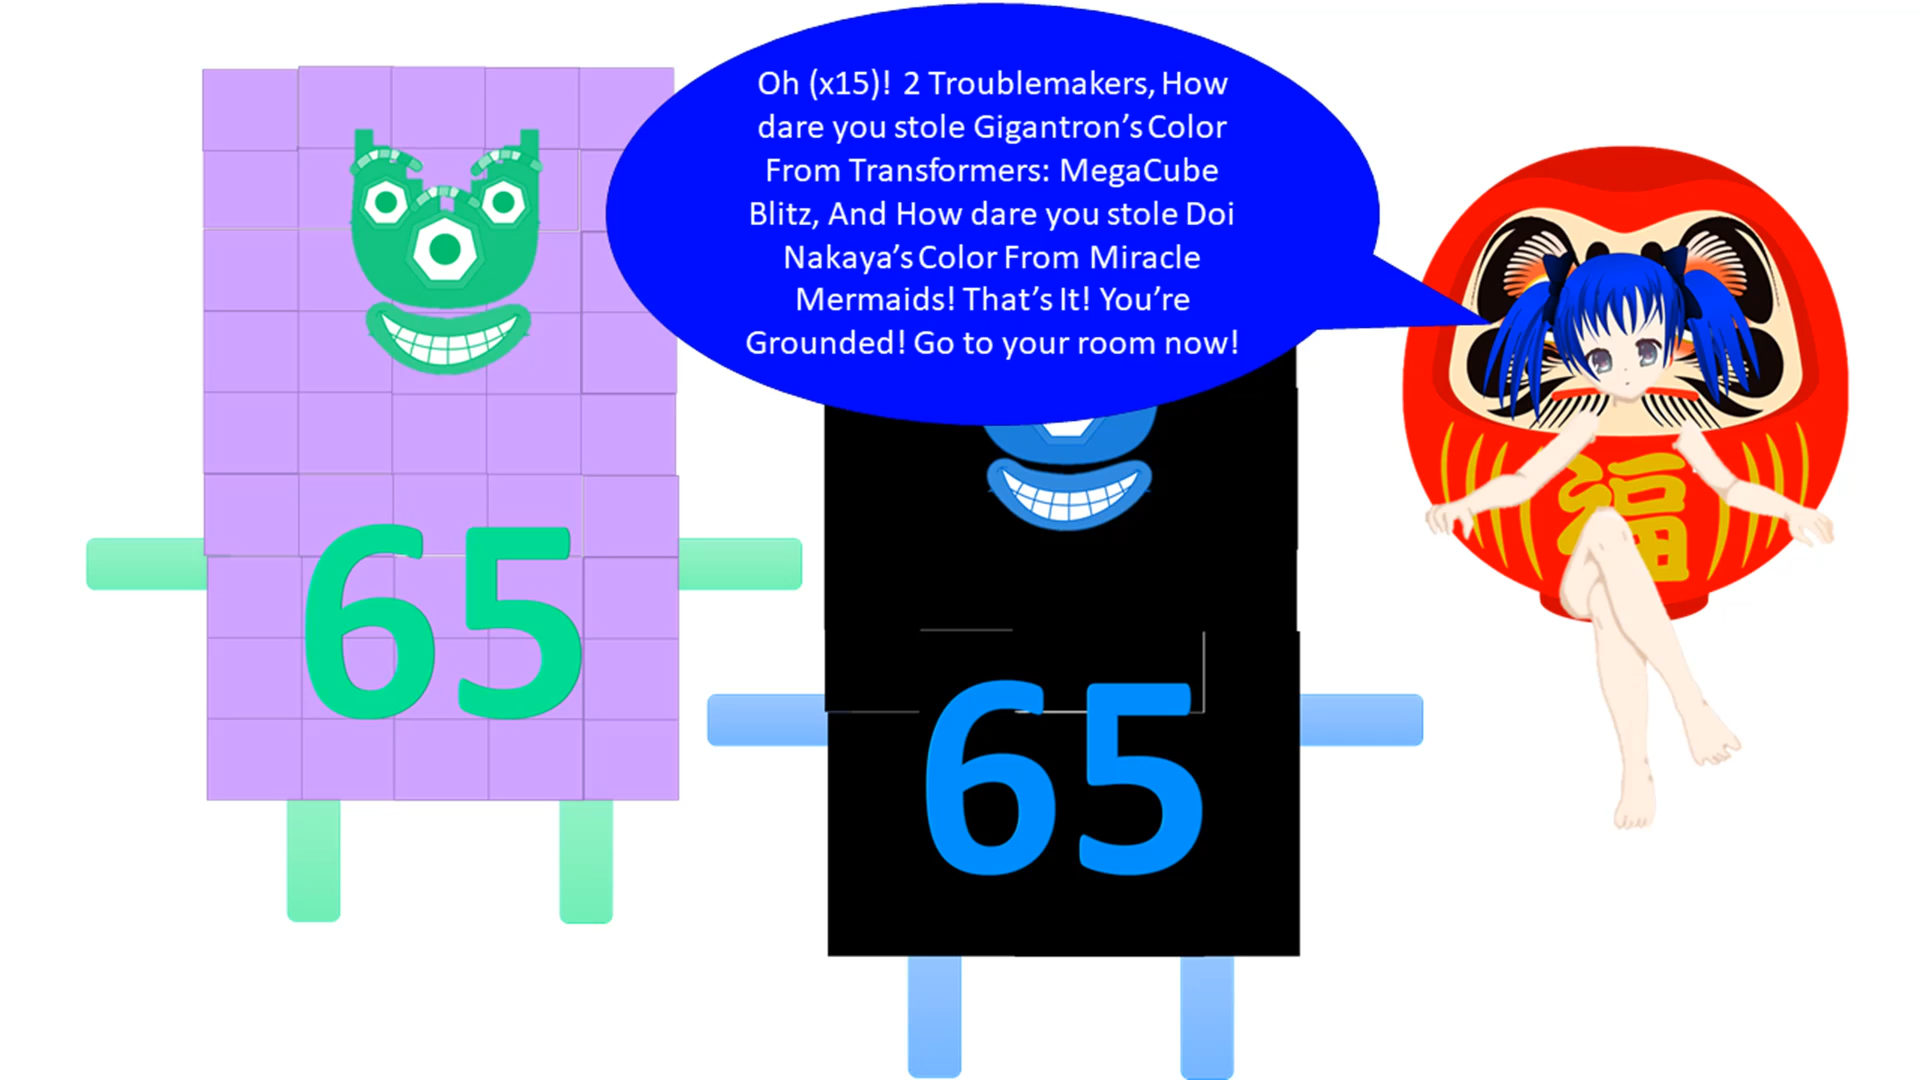 Oh (x15)! 2 Troublemakers, How
dare you stole Gigantron’s Color
From Transformers: MegaCube
Blitz, And How dare you stole Doi
Nakaya’s Color From Miracle
Mermaids! That’s It! You’re
Grounded! Go to your room now!
65
65
福